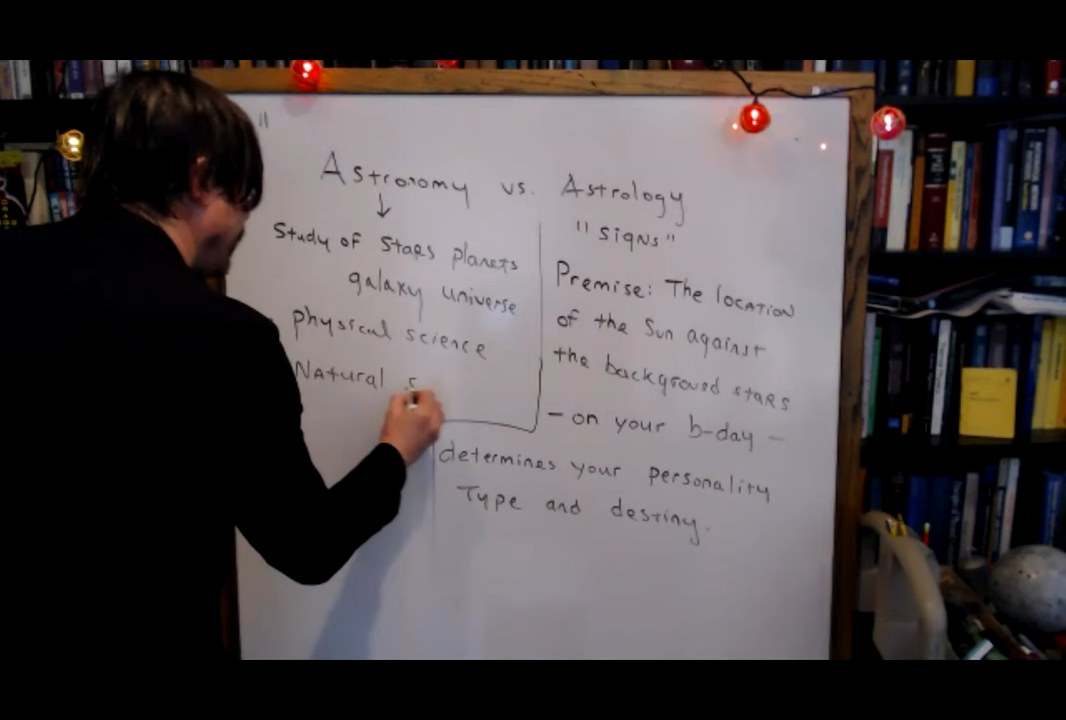 Astronomy vs. Astrology
Study of Stars planets
galaxy universe
physical science
Natural s
"signs"
Premise: The location
of the Sun against
the background stars
- on your b-day -
determines your personality
Type and destiny.